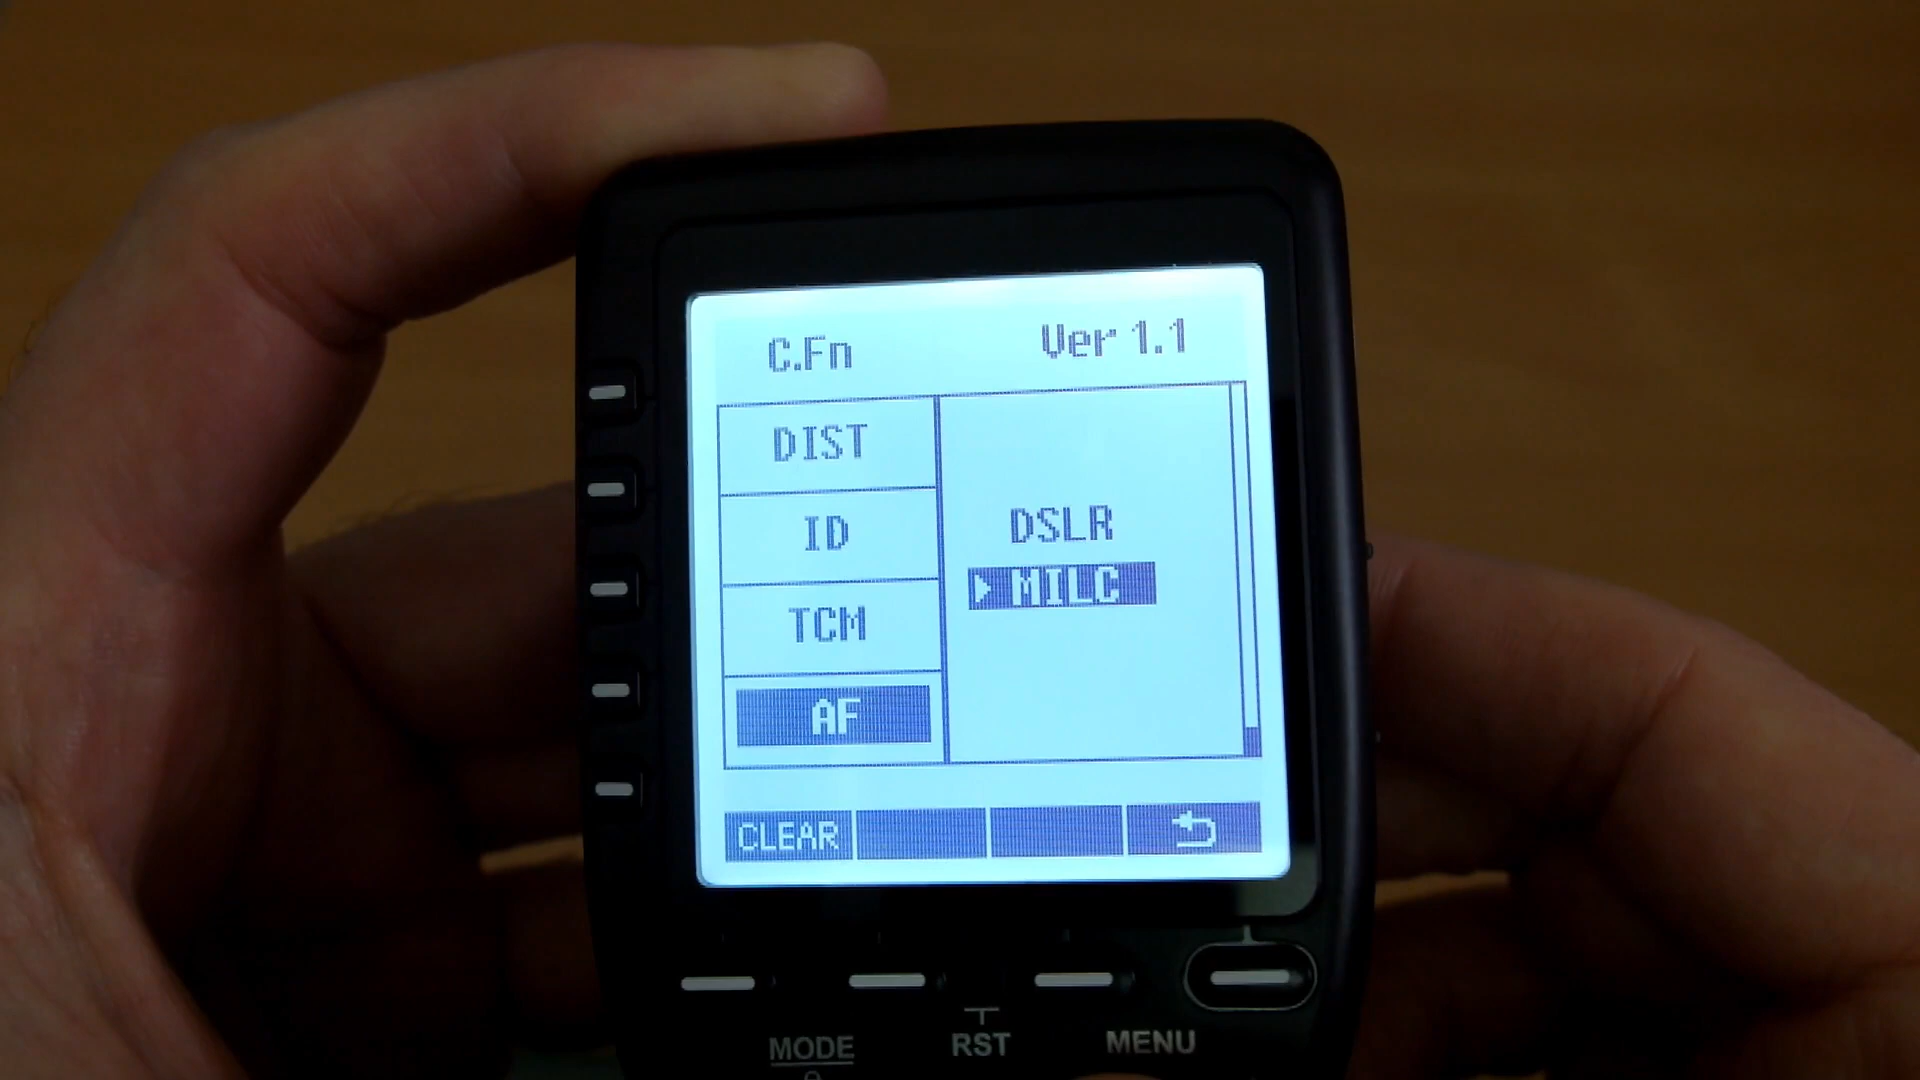 C.Fn Ver 1.1
DIST
ID
TCM
AF
DSLR
MILC
CLEAR
MODE RST MENU